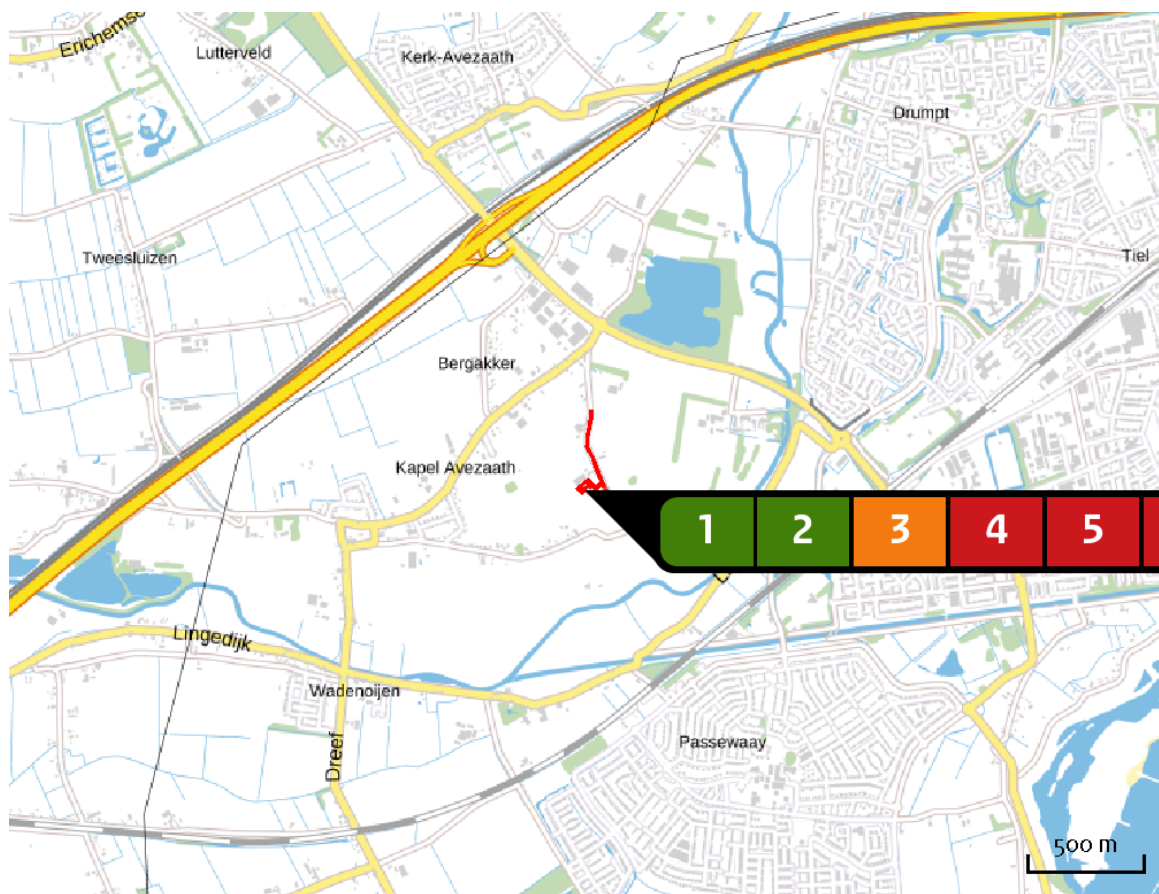 Erichemse
Lutterveld
Kerk-Avezaath
Drumpt
Tweesluizen
Tiel
Bergakker
Kapel Avezaath
1 2 3 4 5
Lingedijk
Wadenoijen
Dreef
Passewaay
500 m